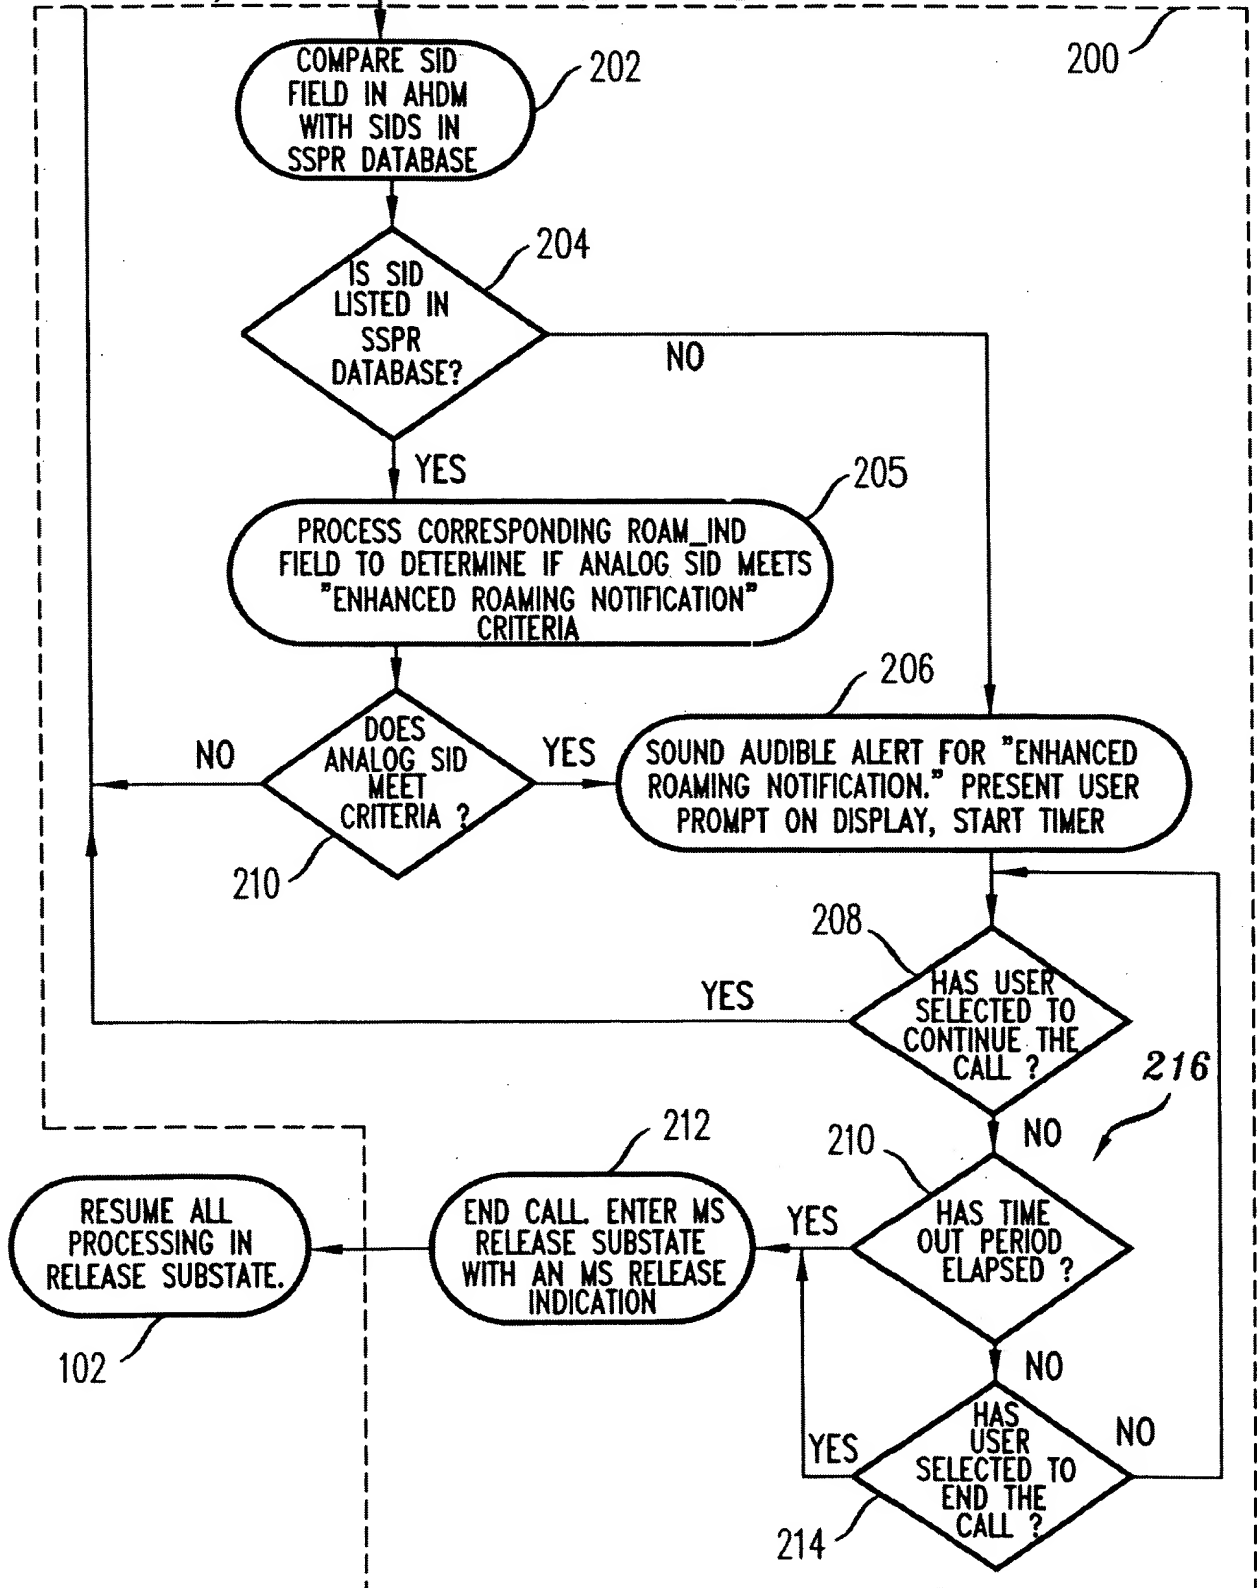 200
COMPARE SID
FIELD IN AHDM
WITH SIDS IN
SSPR DATABASE
202
204
IS SID
LISTED IN
SSPR
DATABASE?
NO
YES
205
PROCESS CORRESPONDING ROAM_IND
FIELD TO DETERMINE IF ANALOG SID MEETS
"ENHANCED ROAMING NOTIFICATION"
CRITERIA
206
DOES
ANALOG SID
MEET
CRITERIA ?
NO
YES
210
SOUND AUDIBLE ALERT FOR "ENHANCED
ROAMING NOTIFICATION." PRESENT USER
PROMPT ON DISPLAY, START TIMER
208
HAS USER
SELECTED TO
CONTINUE THE
CALL ?
YES
216
NO
210
HAS TIME
OUT PERIOD
ELAPSED ?
YES
212
END CALL. ENTER MS
RELEASE SUBSTATE
WITH AN MS RELEASE
INDICATION
RESUME ALL
PROCESSING IN
RELEASE SUBSTATE.
102
NO
HAS
USER
SELECTED TO
END THE
CALL ?
YES
NO
214